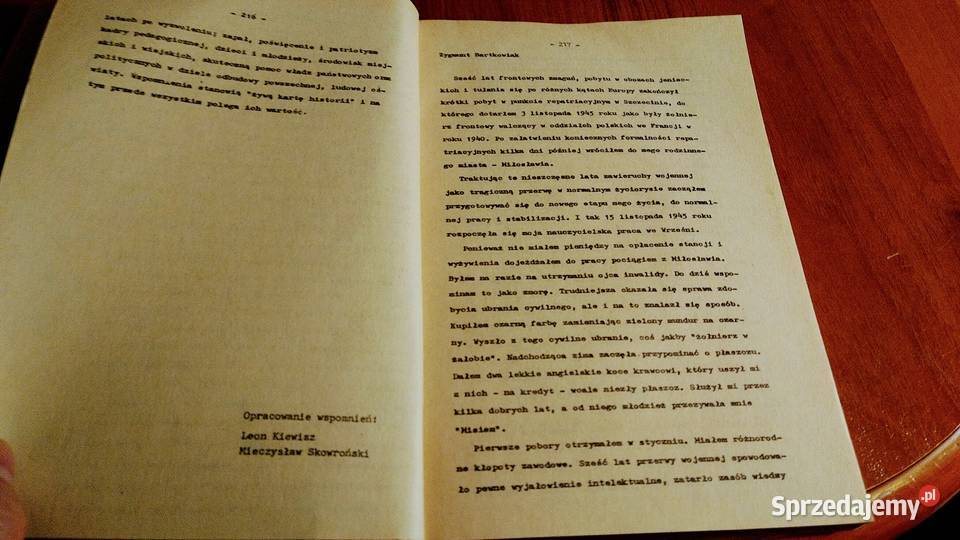 - 216 -
latach po wyzwoleniu; zapał, poświęcenie i patriotyzm
kadry pedagogicznej, dzieci i młodzieży, środowisk miej-
skich i wiejskich, skuteczną pomoc władz państwowych oraz
politycznych w dziele odbudowy powszechnej, ludowej oś-
wiaty. Wspomnienia stanowią "żywą kartę historii" i na
tym przede wszystkim polega ich wartość.
Opracowanie wspomnień:
Leon Kiewisz
Mieczysław Skowroński
- 217 -
Zygmunt Bartkowiak
Sześć lat frontowych zmagań, pobytu w obozach jeniec-
kich i tułania się po różnych kątach Europy zakończył
krótki pobyt w punkcie repatriacyjnym w Szczecinie, do
którego dotarłem 3 listopada 1945 roku jako były żołnie-
rz frontowy walczący w oddziałach polskich we Francji w
roku 1940. Po załatwieniu koniecznych formalności repa-
triacyjnych kilka dni później wróciłem do mego rodzinne-
go miasta - Miłosławia.
Traktując te nieszczęsne lata zawieruchy wojennej
jako tragiczną przerwę w normalnym życiorysie zacząłem
przygotowywać się do nowego etapu mego życia, do normal-
nej pracy i stabilizacji. I tak 15 listopada 1945 roku
rozpoczęła się moja nauczycielska praca we Wrześni.
Ponieważ nie miałem pieniędzy na opłacenie stancji i
wyżywienia dojeżdżałem do pracy pociągiem z Miłosławia.
Byłem na razie na utrzymaniu ojca inwalidy. Do dziś wspo-
minam to jako zmorę. Trudniejsza okazała się sprawa zdo-
bycia ubrania cywilnego, ale i na to znalazł się sposób.
Kupiłem czarną farbę zamieniając zielony mundur na czar-
ny. Wyszło z tego cywilne ubranie, coś jakby "żołnierz w
żałobie". Nadchodząca zima zaczęła przypominać o płaszczu.
Dałem dwa lekkie angielskie koce krawcowi, który uszył mi
z nich - na kredyt - wcale niezły płaszcz. Służył mi przez
kilka dobrych lat, a od niego młodzież przezywała mnie
"Misiem".
Pierwsze pobory otrzymałem w styczniu. Miałem różnorod-
ne kłopoty zawodowe. Sześć lat przerwy wojennej spowodowa-
ło pewne wyjałowienie intelektualne, zatarło zasób wiedzy
Sprzedajemy.pl